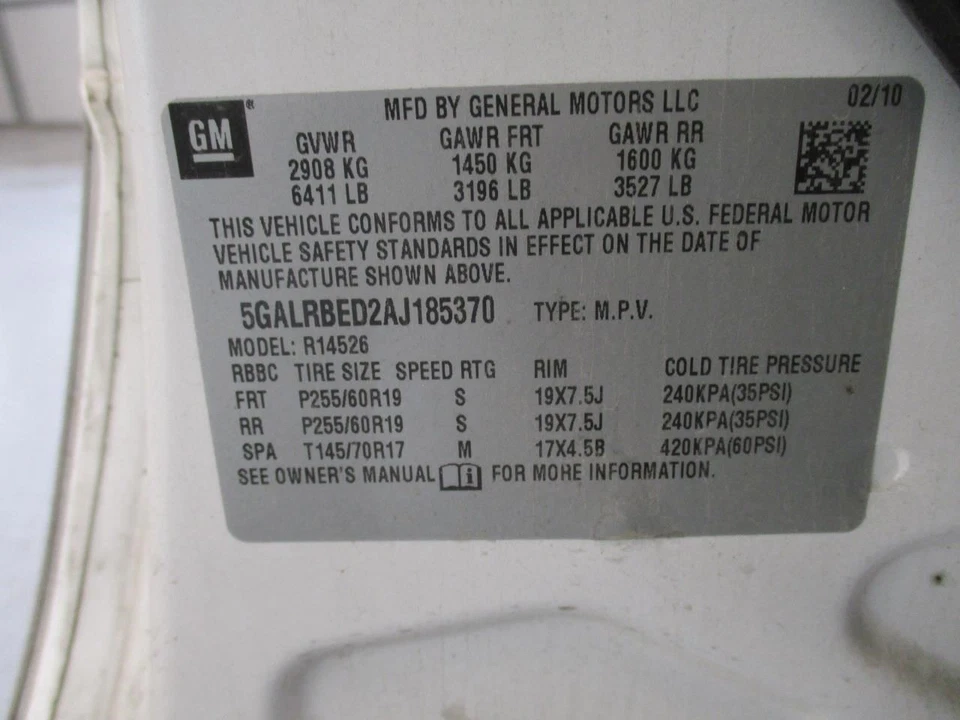 GM ® MFD BY GENERAL MOTORS LLC 02/10
GVWR GAWR FRT GAWR RR
2908 KG 1450 KG 1600 KG
6411 LB 3196 LB 3527 LB
THIS VEHICLE CONFORMS TO ALL APPLICABLE U.S. FEDERAL MOTOR
VEHICLE SAFETY STANDARDS IN EFFECT ON THE DATE OF
MANUFACTURE SHOWN ABOVE.
5GALRBED2AJ185370 TYPE: M.P.V.
MODEL: R14526
RBBC TIRE SIZE SPEED RTG RIM COLD TIRE PRESSURE
FRT P255/60R19 S 19X7.5J 240KPA(35PSI)
RR P255/60R19 S 19X7.5J 240KPA(35PSI)
SPA T145/70R17 M 17X4.5B 420KPA(60PSI)
SEE OWNER'S MANUAL FOR MORE INFORMATION.